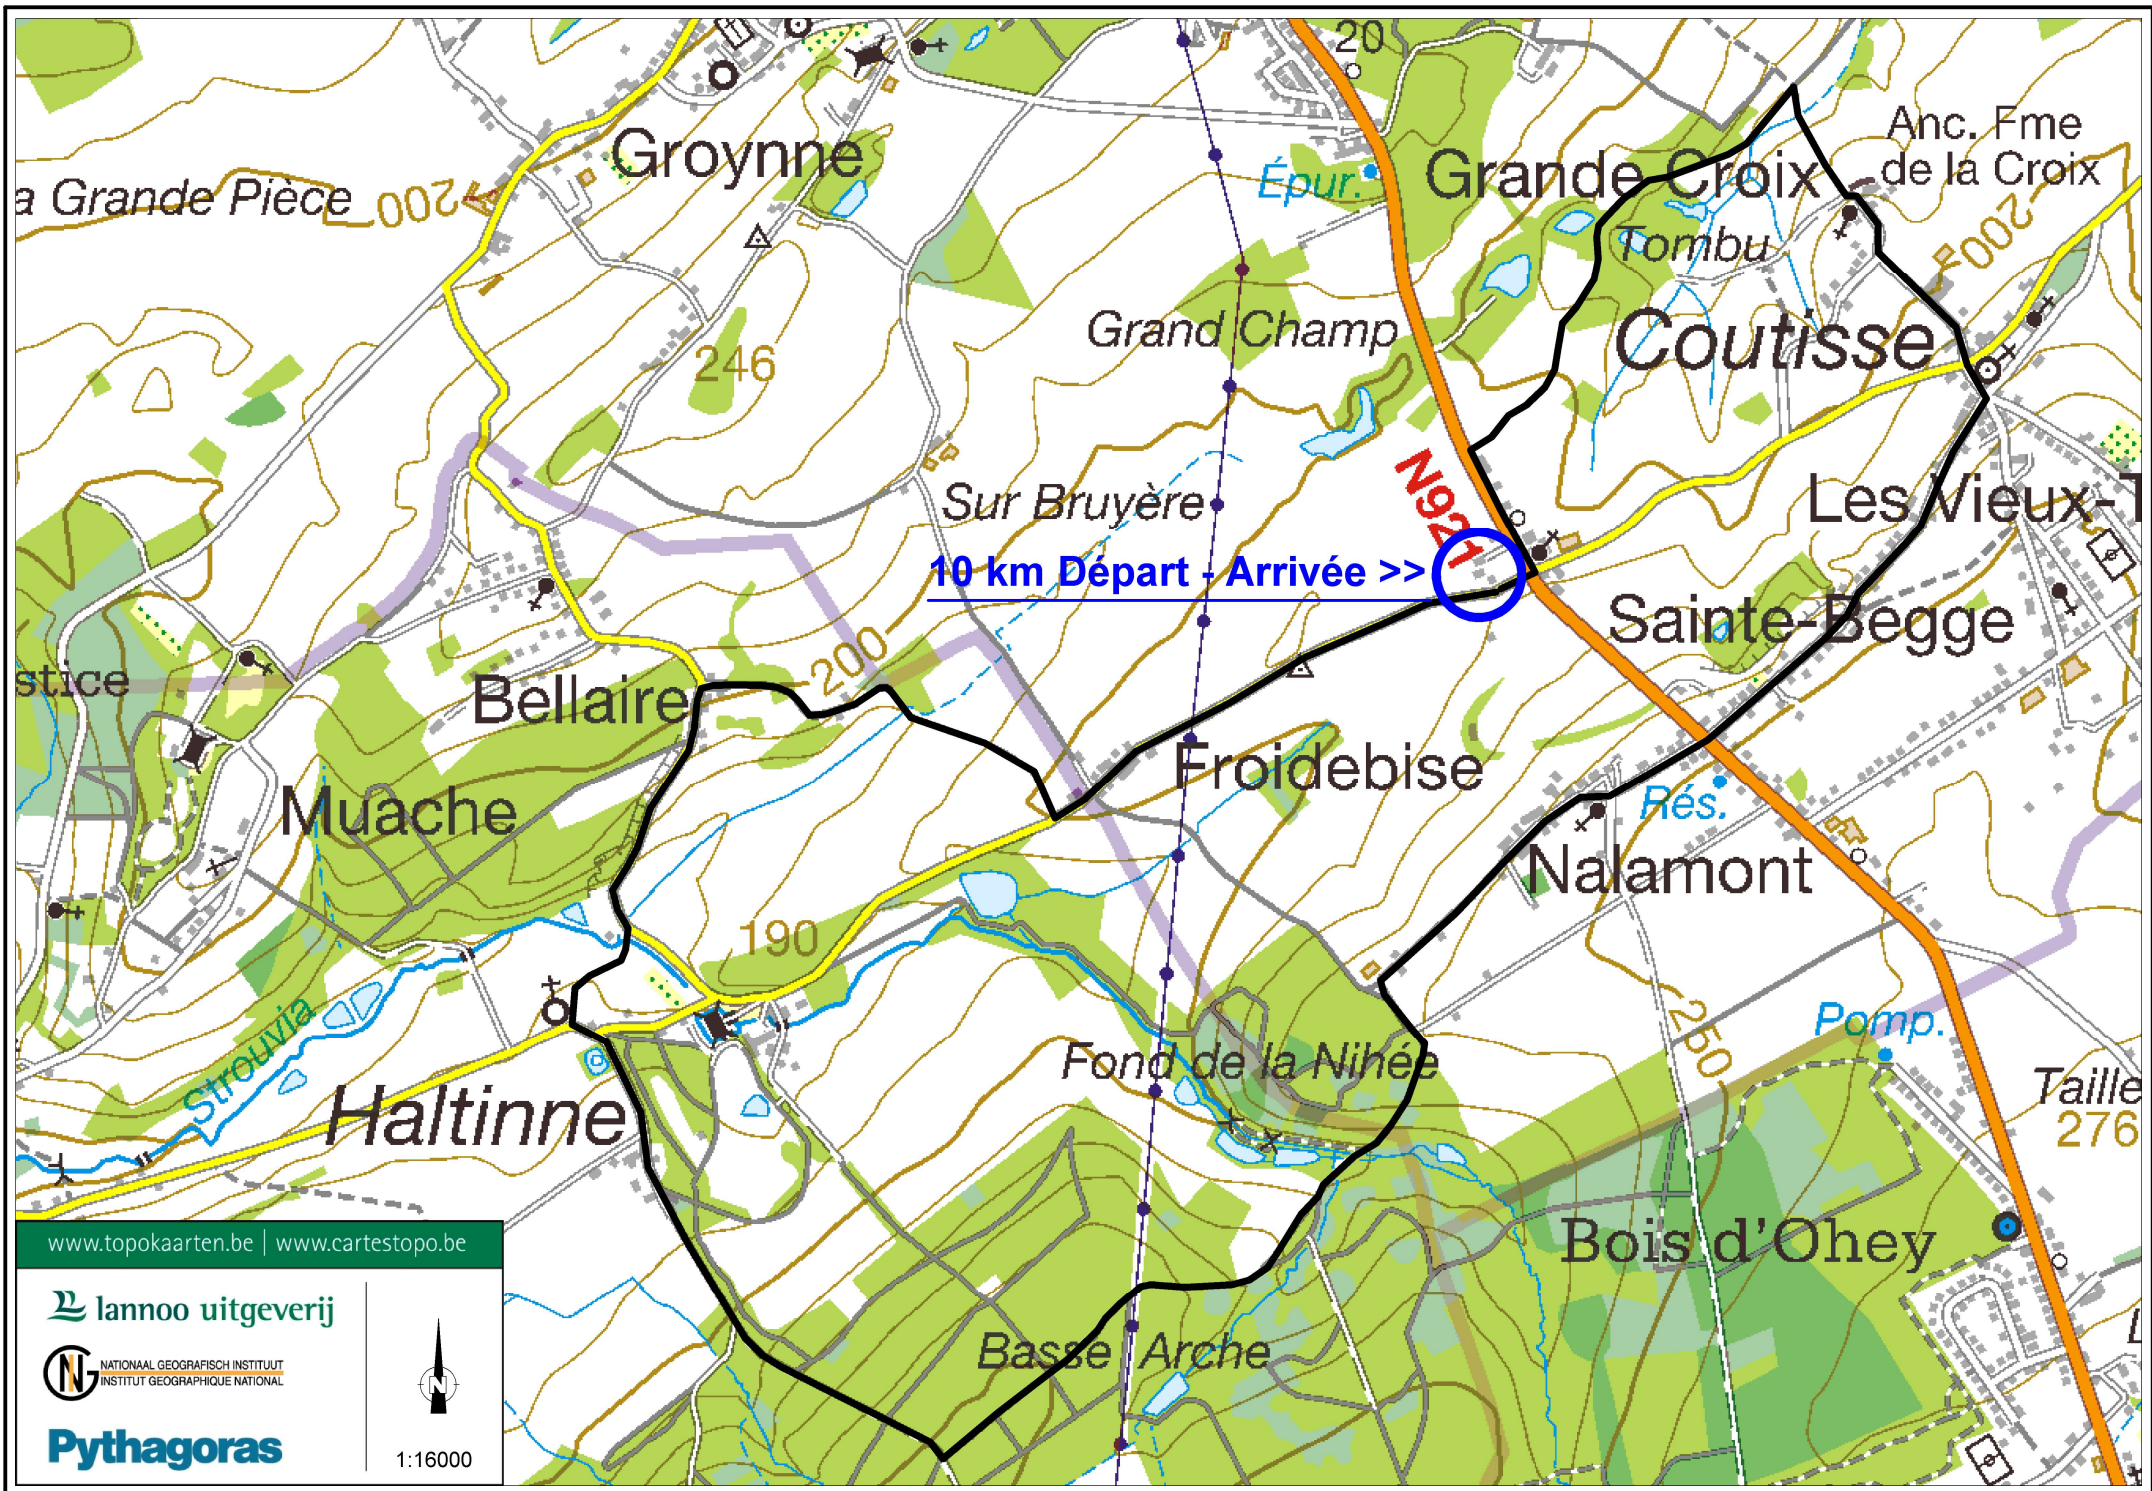 20
Anc. Fme
de la Croix
Groynne
Épur.
Grande Croix
a Grande Pièce
200
Tombu
200
Grand Champ
Coutisse
246
N921
Sur Bruyère
Les Vieux-T
10 km Départ - Arrivée >>
Sainte-Begge
200
stice
Bellaire
Froidebise
Muache
Rés.
Nalamont
190
250
Pomp.
Strouvia
Fond de la Nihée
Taille
276
Haltinne
Bois d'Ohey
Basse Arche
www.topokaarten.be | www.cartestopo.be
lannoo uitgeverij
NGI
NATIONAAL GEOGRAFISCH INSTITUUT
INSTITUT GEOGRAPHIQUE NATIONAL
N
Pythagoras
1:16000